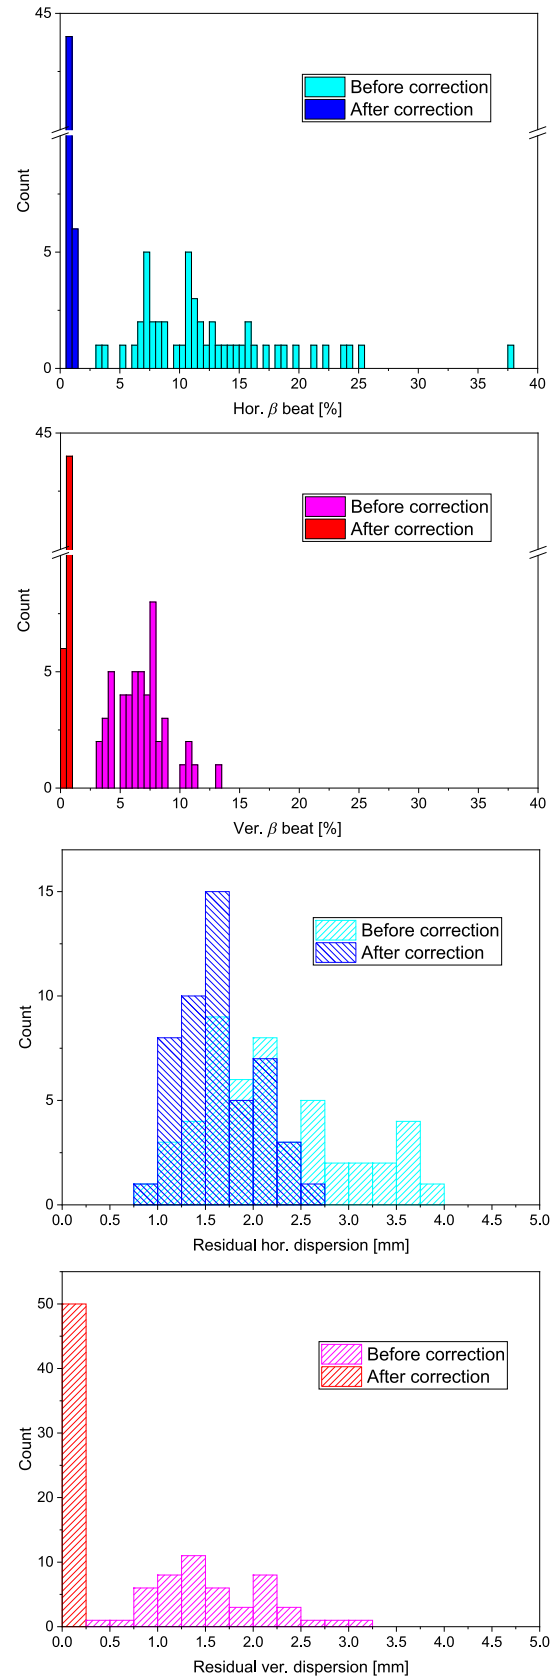 45
Before correction
After correction
Count
5
0
0 5 10 15 20 25 30 35 40
Hor. β beat [%]
45
Before correction
After correction
Count
5
0
0 5 10 15 20 25 30 35 40
Ver. β beat [%]
15
Before correction
After correction
10
Count
5
0
0.0 0.5 1.0 1.5 2.0 2.5 3.0 3.5 4.0 4.5 5.0
Residual hor. dispersion [mm]
50
Before correction
After correction
40
30
Count
20
10
0
0.0 0.5 1.0 1.5 2.0 2.5 3.0 3.5 4.0 4.5 5.0
Residual ver. dispersion [mm]